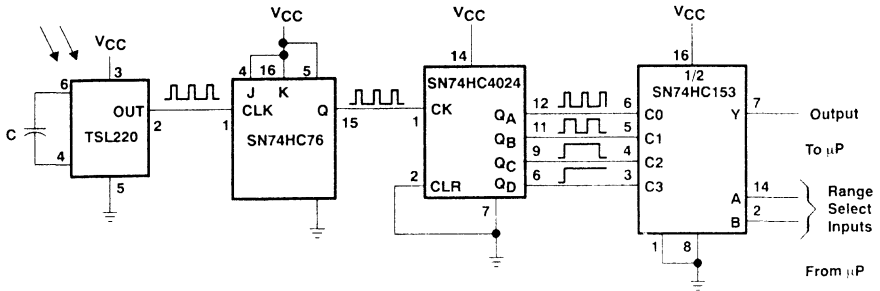 VCC
6
3
C
OUT
TSL220
2
4
5
VCC
4
16
5
J
K
1
CLK
Q
15
SN74HC76
VCC
14
SN74HC4024
1
CK
QA
12
QB
11
QC
9
QD
6
2
CLR
7
VCC
16
1/2
SN74HC153
6
C0
5
C1
4
C2
3
C3
Y
7
Output
To μP
A
14
B
2
Range
Select
Inputs
1
8
From μP